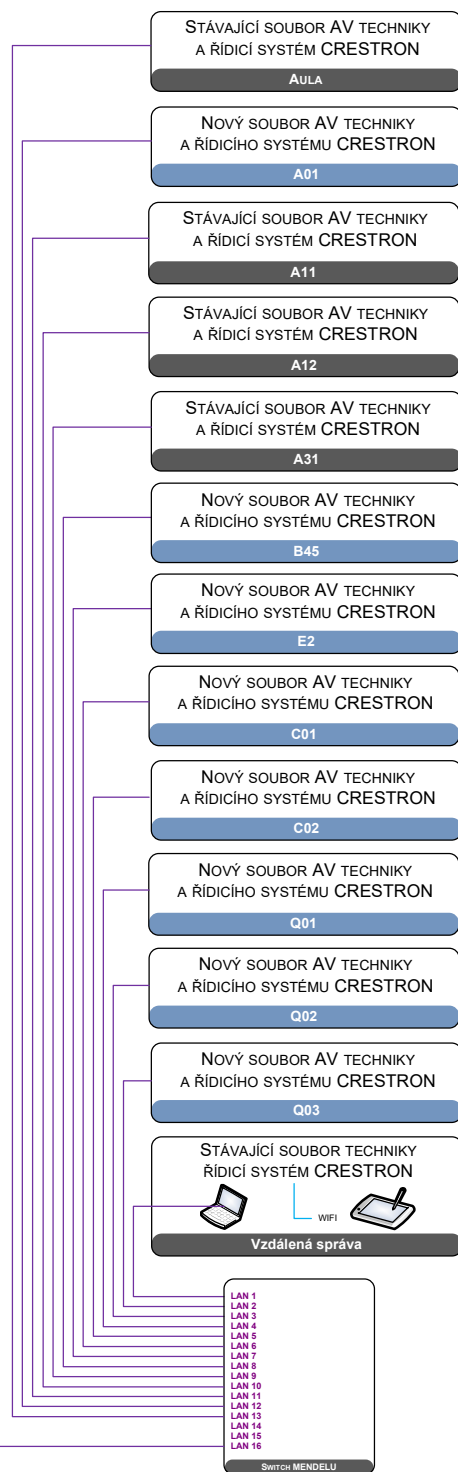 Stávající soubor AV techniky
a řídicí systém CRESTRON
Aula
Nový soubor AV techniky
a řídicího systému CRESTRON
A01
Stávající soubor AV techniky
a řídicí systém CRESTRON
A11
Stávající soubor AV techniky
a řídicí systém CRESTRON
A12
Stávající soubor AV techniky
a řídicí systém CRESTRON
A31
Nový soubor AV techniky
a řídicího systému CRESTRON
B45
Nový soubor AV techniky
a řídicího systému CRESTRON
E2
Nový soubor AV techniky
a řídicího systému CRESTRON
C01
Nový soubor AV techniky
a řídicího systému CRESTRON
C02
Nový soubor AV techniky
a řídicího systému CRESTRON
Q01
Nový soubor AV techniky
a řídicího systému CRESTRON
Q02
Nový soubor AV techniky
a řídicího systému CRESTRON
Q03
Stávající soubor techniky
řídicí systém CRESTRON
WIFI
Vzdálená správa
LAN 1
LAN 2
LAN 3
LAN 4
LAN 5
LAN 6
LAN 7
LAN 8
LAN 9
LAN 10
LAN 11
LAN 12
LAN 13
LAN 14
LAN 15
LAN 16
Switch MENDELU